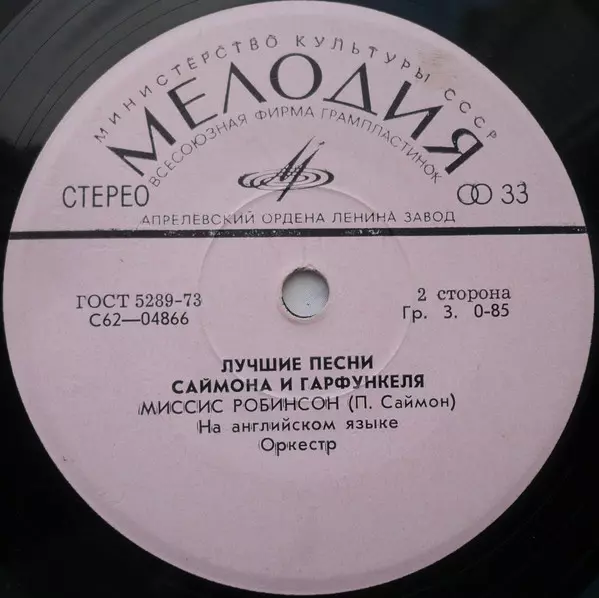 МИНИСТЕРСТВО КУЛЬТУРЫ СССР
МЕЛОДИЯ
ВСЕСОЮЗНАЯ ФИРМА ГРАМПЛАСТИНОК
СТЕРЕО
33
АПРЕЛЕВСКИЙ ОРДЕНА ЛЕНИНА ЗАВОД
ГОСТ 5289-73
2 сторона
С62—04866
Гр. 3. 0-85
ЛУЧШИЕ ПЕСНИ
САЙМОНА И ГАРФУНКЕЛЯ
МИССИС РОБИНСОН (П. Саймон)
На английском языке
Оркестр